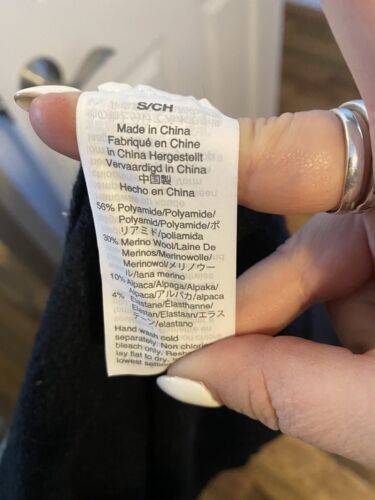 S/CH
Made in China
Fabriqué en Chine
in China Hergestellt
Vervaardigd in China
中国製
Hecho en China
56% Polyamide/Polyamide/
Polyamid/Polyamide/ポ
リアミド/poliamida
30% Merino Wool/Laine De
Merinos/Merinowolle/
Merinowol/メリノウー
ル/lana merino
10% Alpaca/Alpaga/Alpaka/
Alpaca/アルパカ/alpaca
4% Elastane/Élasthanne/
Elastan/Elastaan/エラス
テーン/elastano
Hand wash cold
separately. Non chlorine
bleach only.
lay flat to dry.
lowest